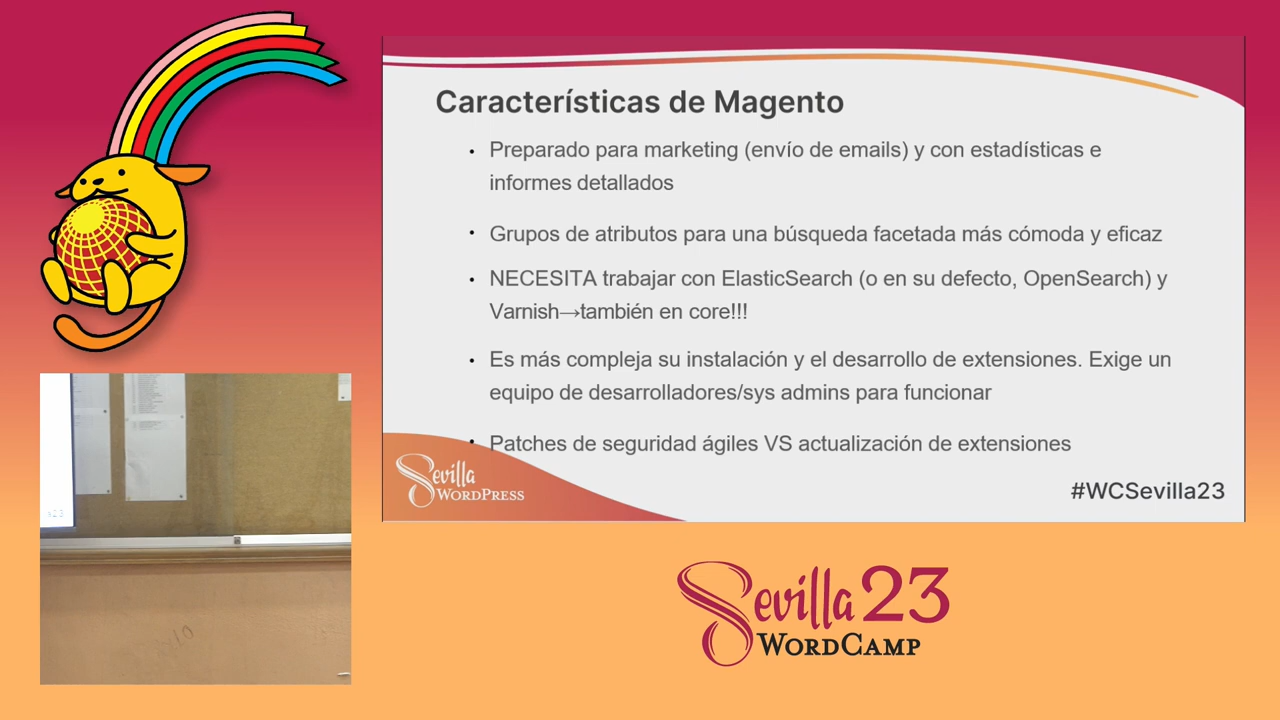 Características de Magento
Preparado para marketing (envío de emails) y con estadísticas e
informes detallados
Grupos de atributos para una búsqueda facetada más cómoda y eficaz
NECESITA trabajar con ElasticSearch (o en su defecto, OpenSearch) y
Varnish→también en core!!!
Es más compleja su instalación y el desarrollo de extensiones. Exige un
equipo de desarrolladores/sys admins para funcionar
Patches de seguridad ágiles VS actualización de extensiones
Sevilla
WORDPRESS
#WCSevilla23
Sevilla 23
WORDCAMP